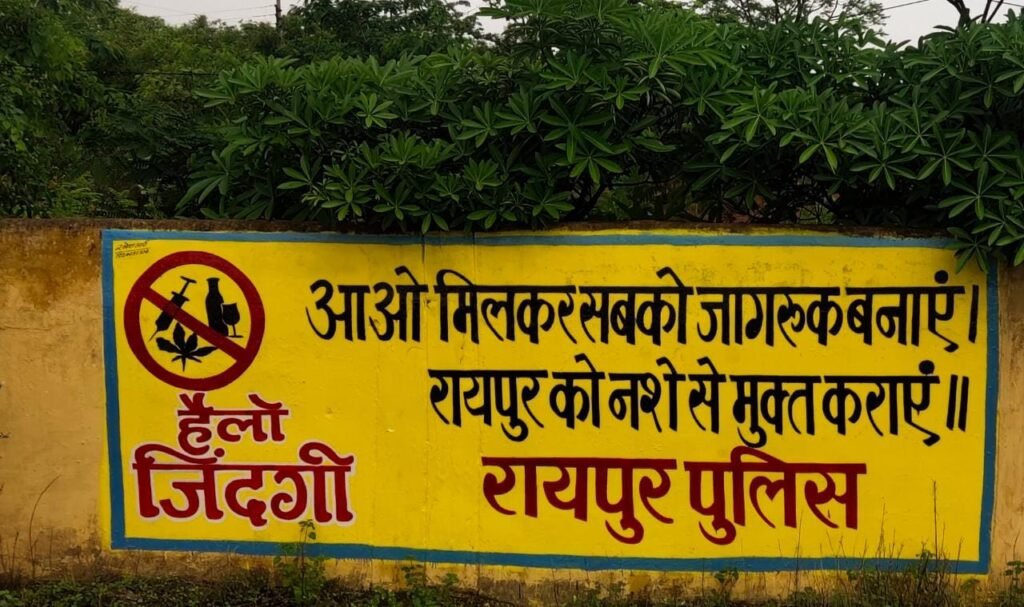 आओ मिलकर सबको जागरूक बनाएं।
रायपुर को नशे से मुक्त कराएं॥
हैलो
जिंदगी
रायपुर पुलिस